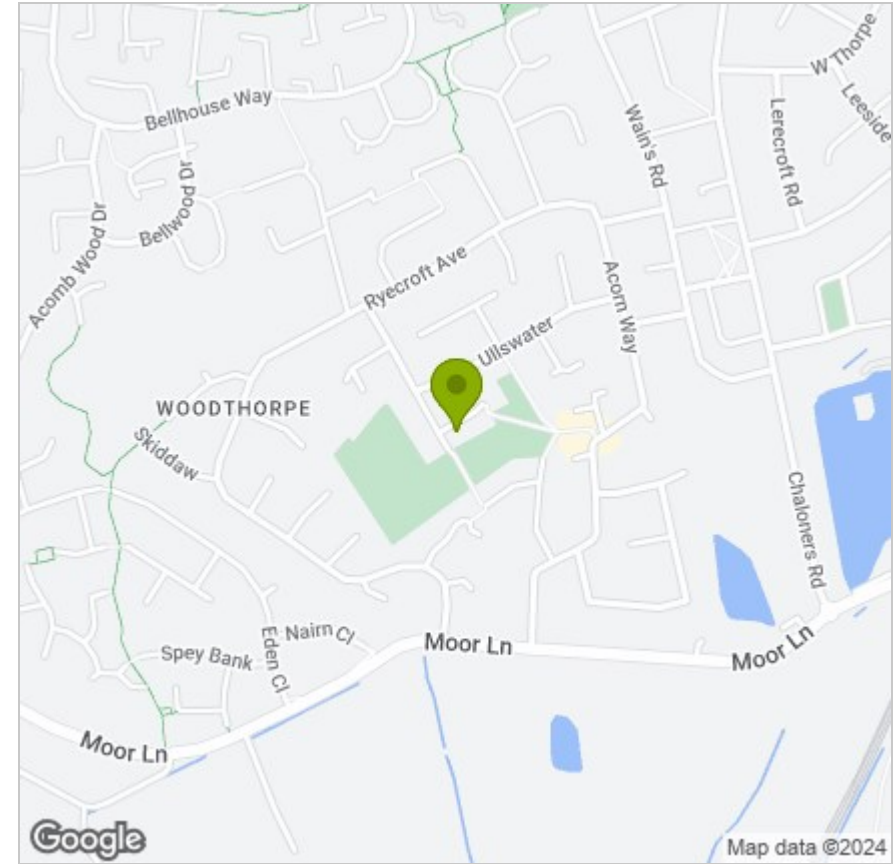 W Thorpe
Bellhouse Way
Leeside
Lerecroft Rd
Wain's Rd
Bellwood Dr
Acomb Wood Dr
Ryecroft Ave
Acorn Way
Ullswater
WOODTHORPE
Skiddaw
Chaloners Rd
Nairn Cl
Eden Cl
Spey Bank
Moor Ln
Moor Ln
Moor Ln
Google
Map data ©2024